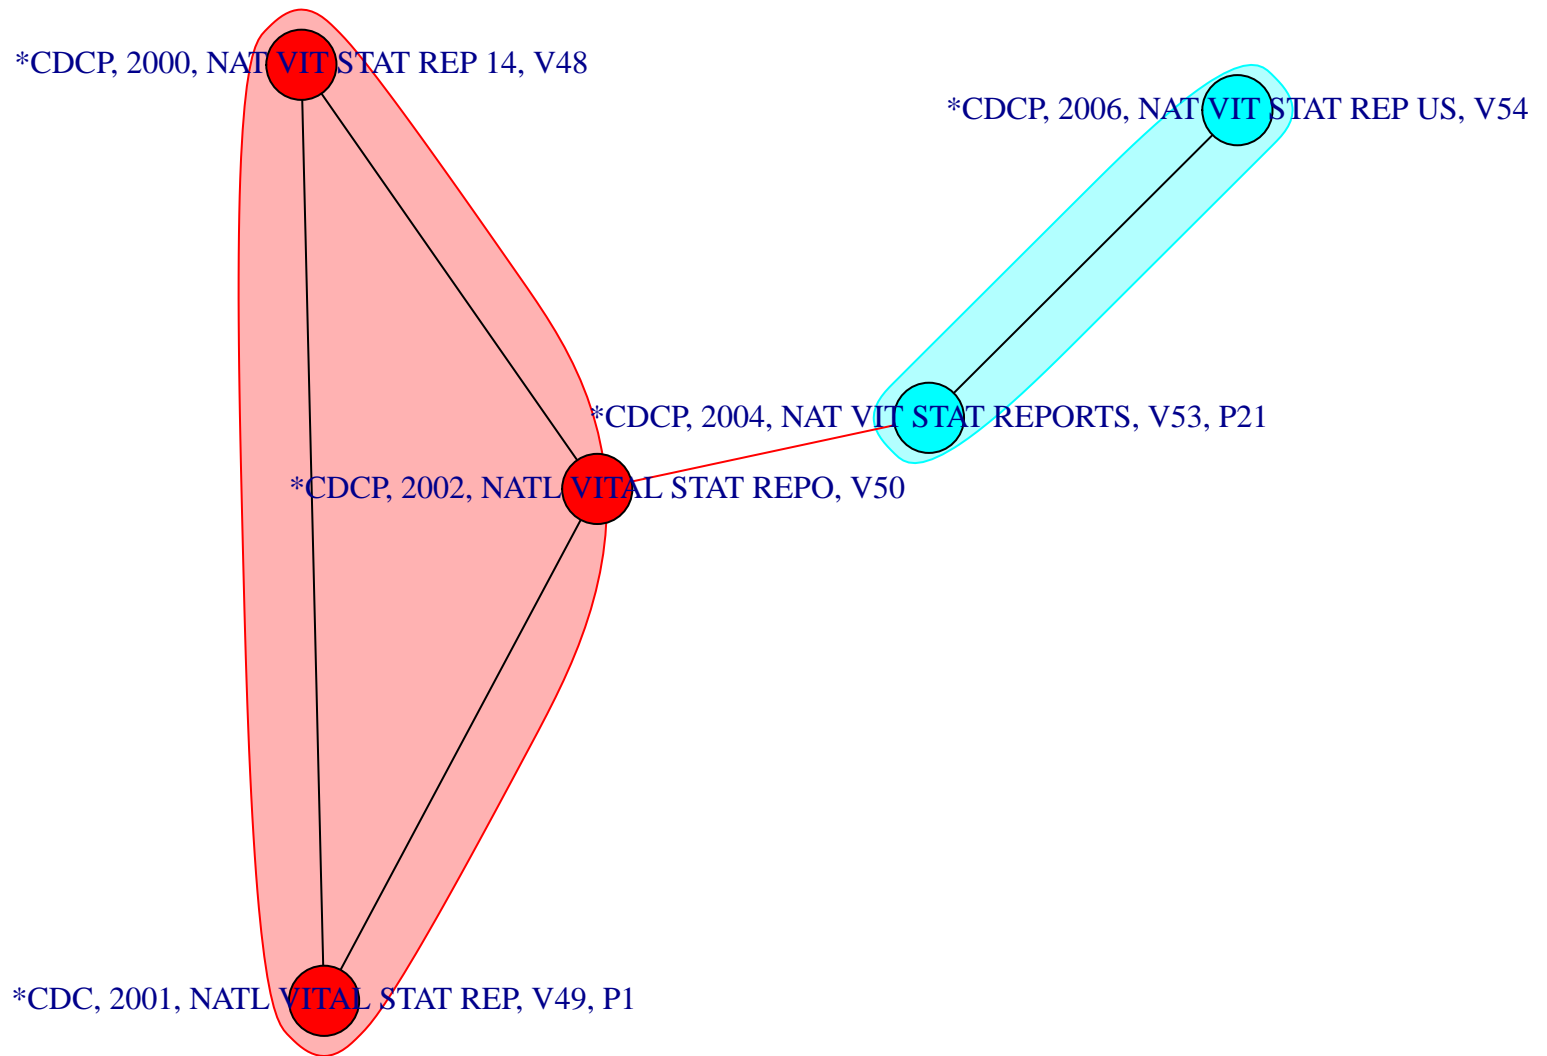 *CDCP, 2000, NAT VIT STAT REP 14, V48
*CDCP, 2006, NAT VIT STAT REP US, V54
*CDCP, 2004, NAT VIT STAT REPORTS, V53, P21
*CDCP, 2002, NATL VITAL STAT REPO, V50
*CDC, 2001, NATL VITAL STAT REP, V49, P1